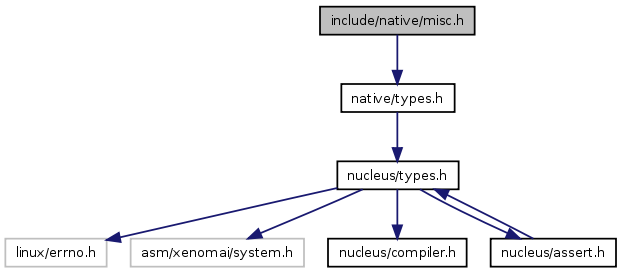 include/native/misc.h
native/types.h
nucleus/types.h
linux/errno.h
asm/xenomai/system.h
nucleus/compiler.h
nucleus/assert.h